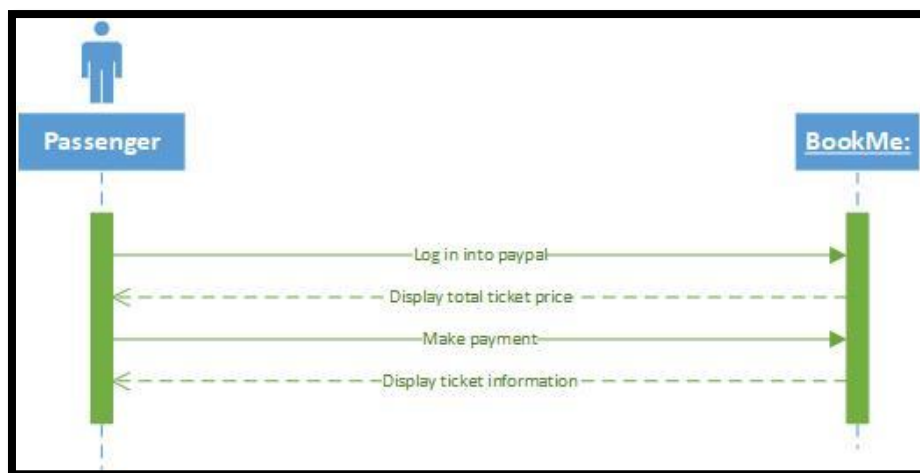 Passenger
BookMe:
Log in into paypal
Display total ticket price
Make payment
Display ticket information